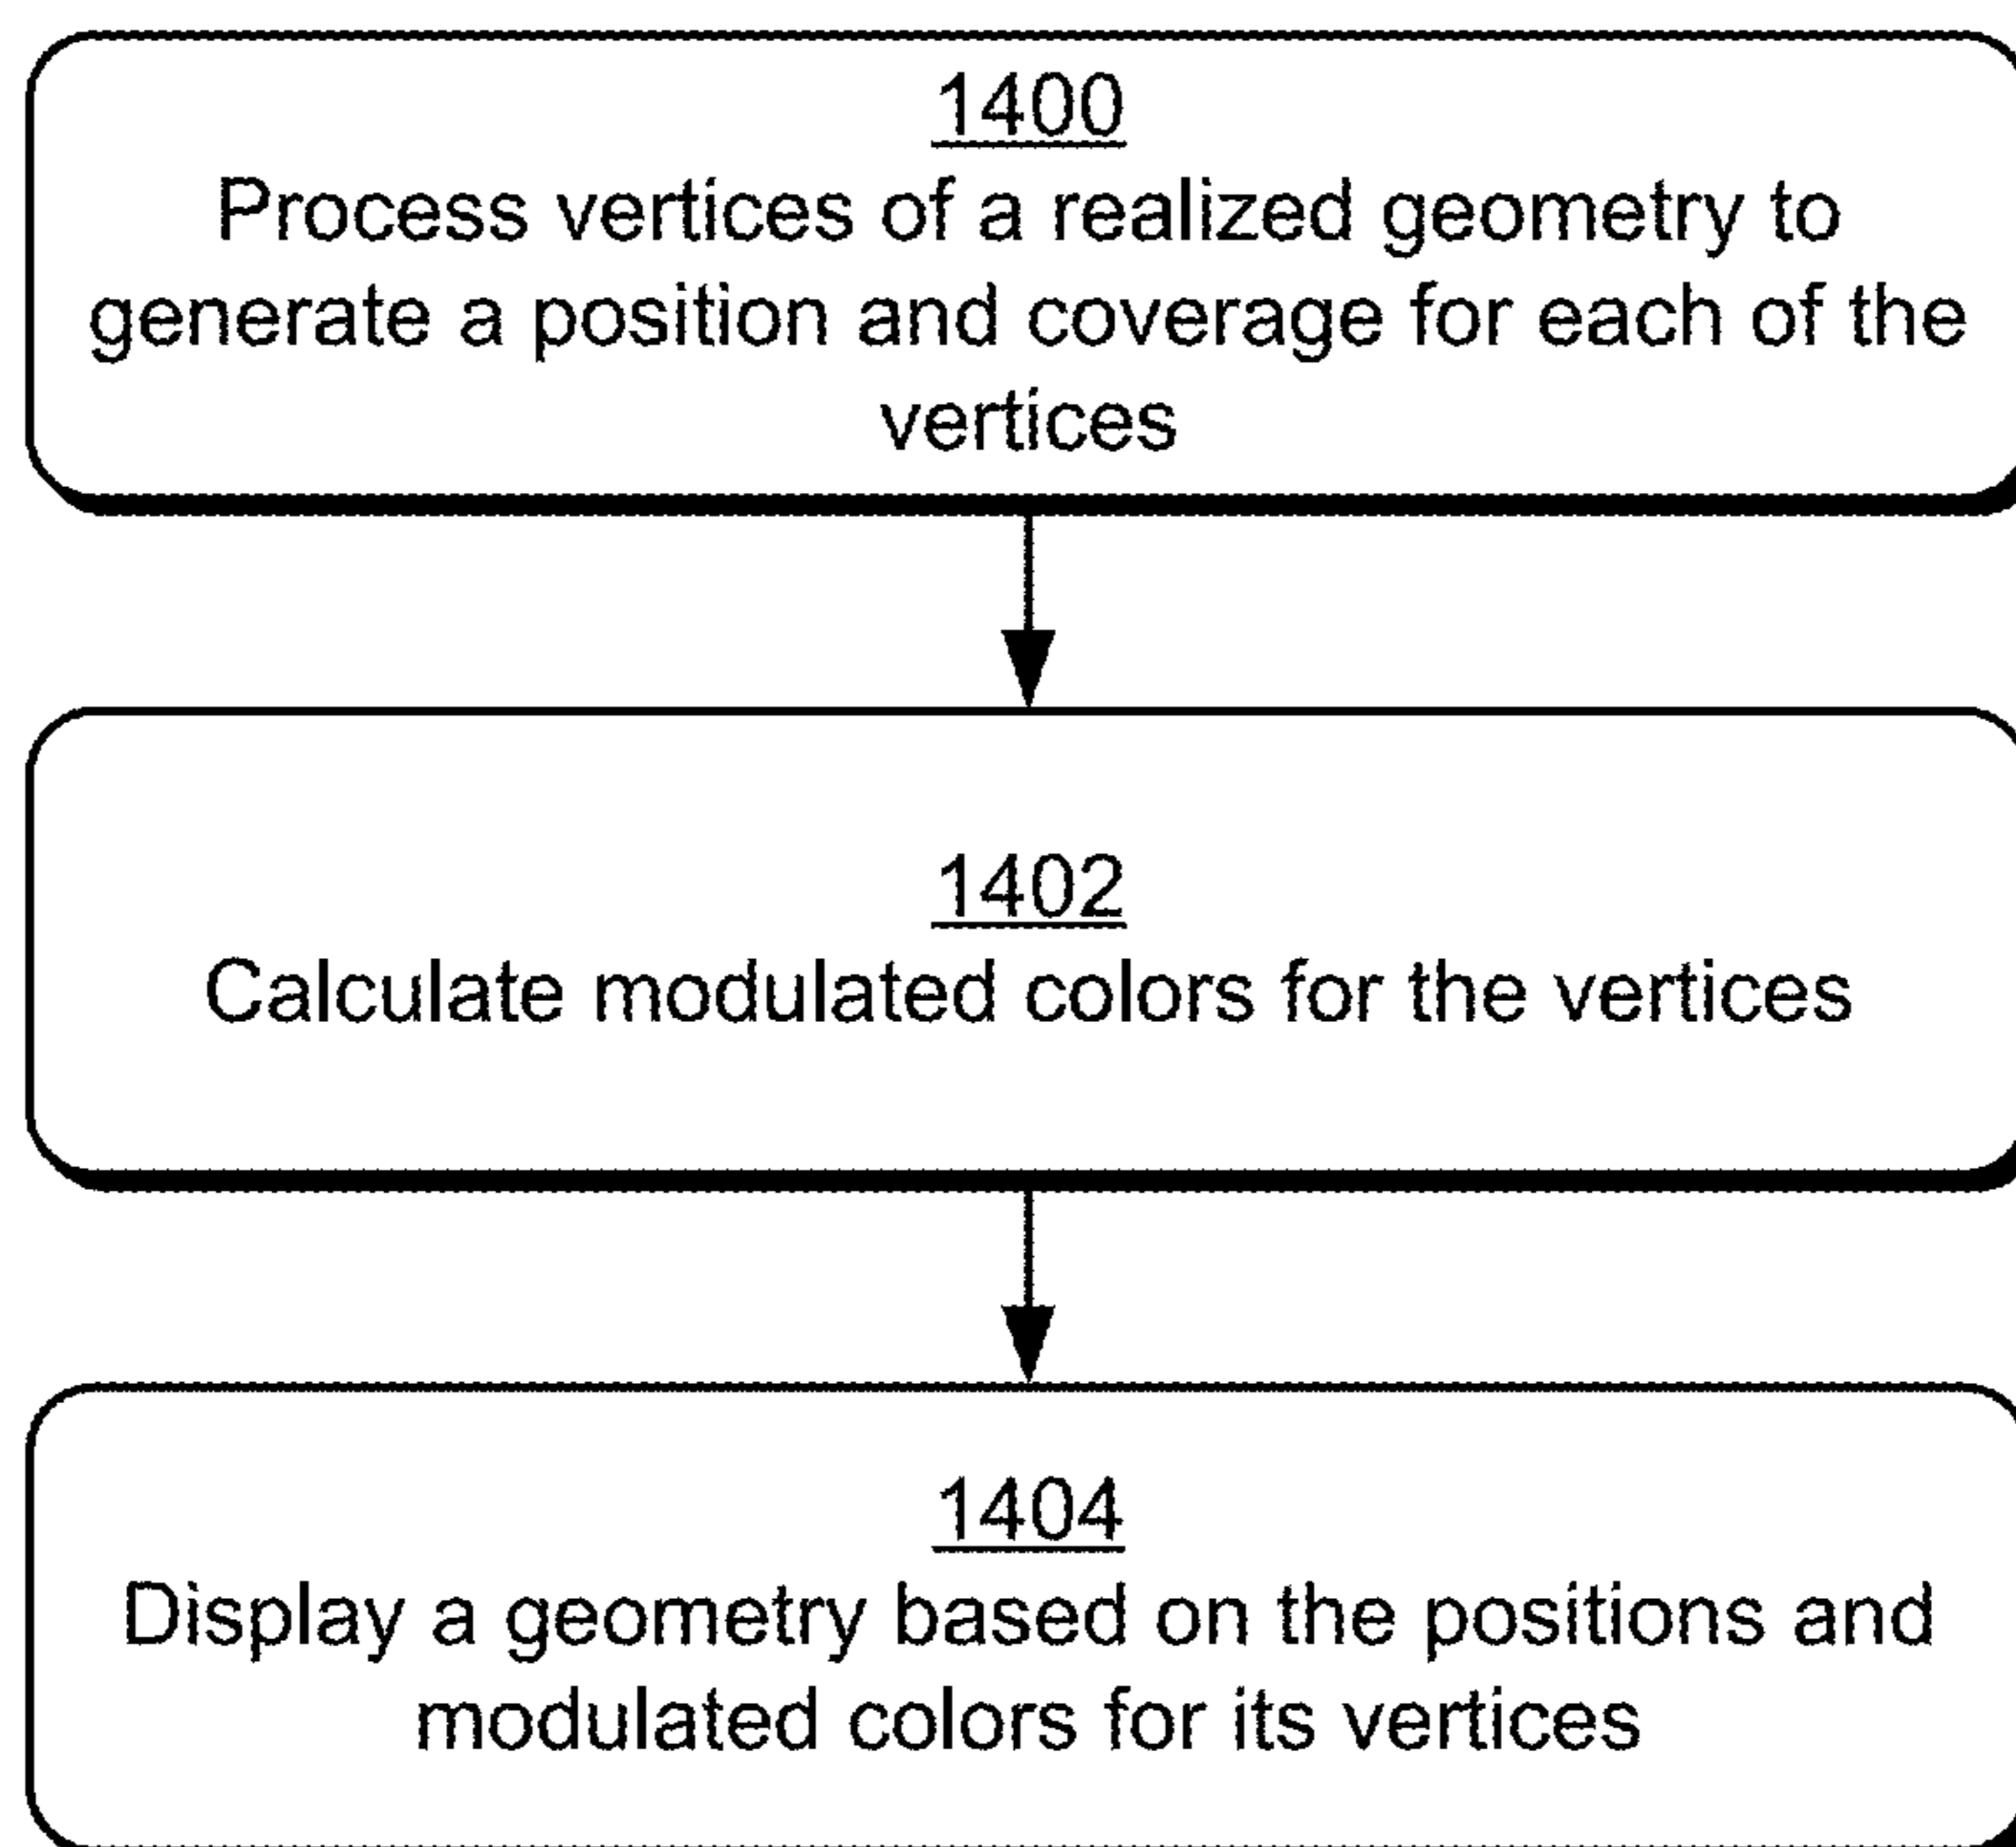 1400
Process vertices of a realized geometry to
generate a position and coverage for each of the
vertices
1402
Calculate modulated colors for the vertices
1404
Display a geometry based on the positions and
modulated colors for its vertices